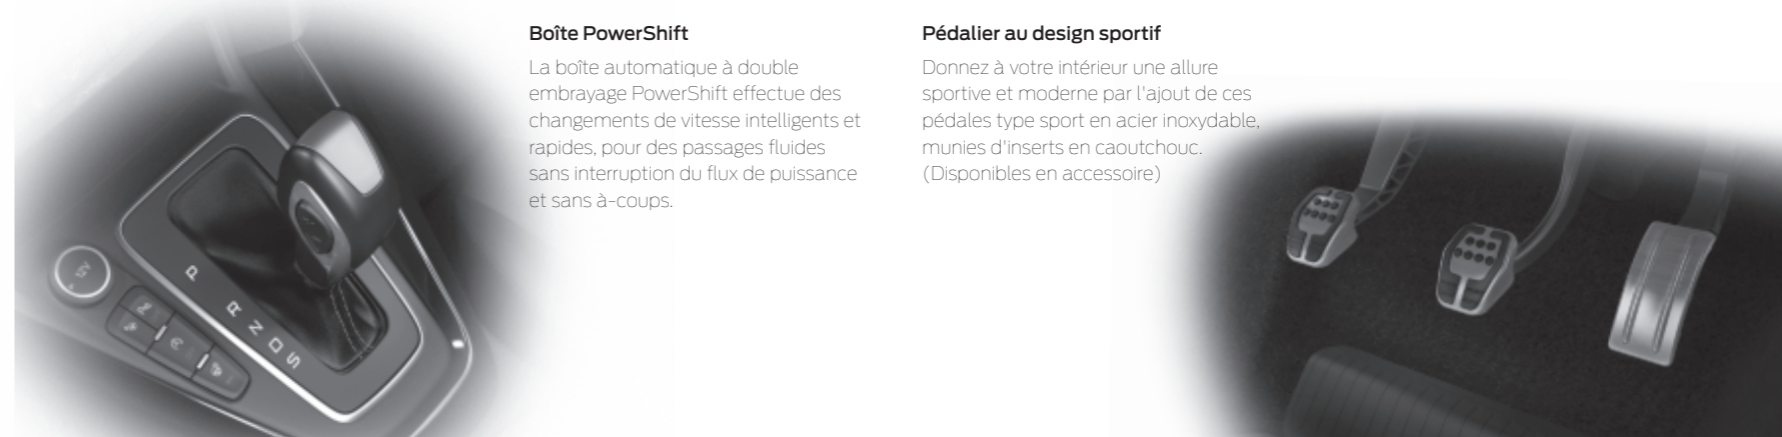 Boîte PowerShift
La boîte automatique à double
embrayage PowerShift effectue des
changements de vitesse intelligents et
rapides, pour des passages fluides
sans interruption du flux de puissance
et sans à-coups.
Pédalier au design sportif
Donnez à votre intérieur une allure
sportive et moderne par l'ajout de ces
pédales type sport en acier inoxydable,
munies d'inserts en caoutchouc.
(Disponibles en accessoire)
12V
P
R
N
D
S